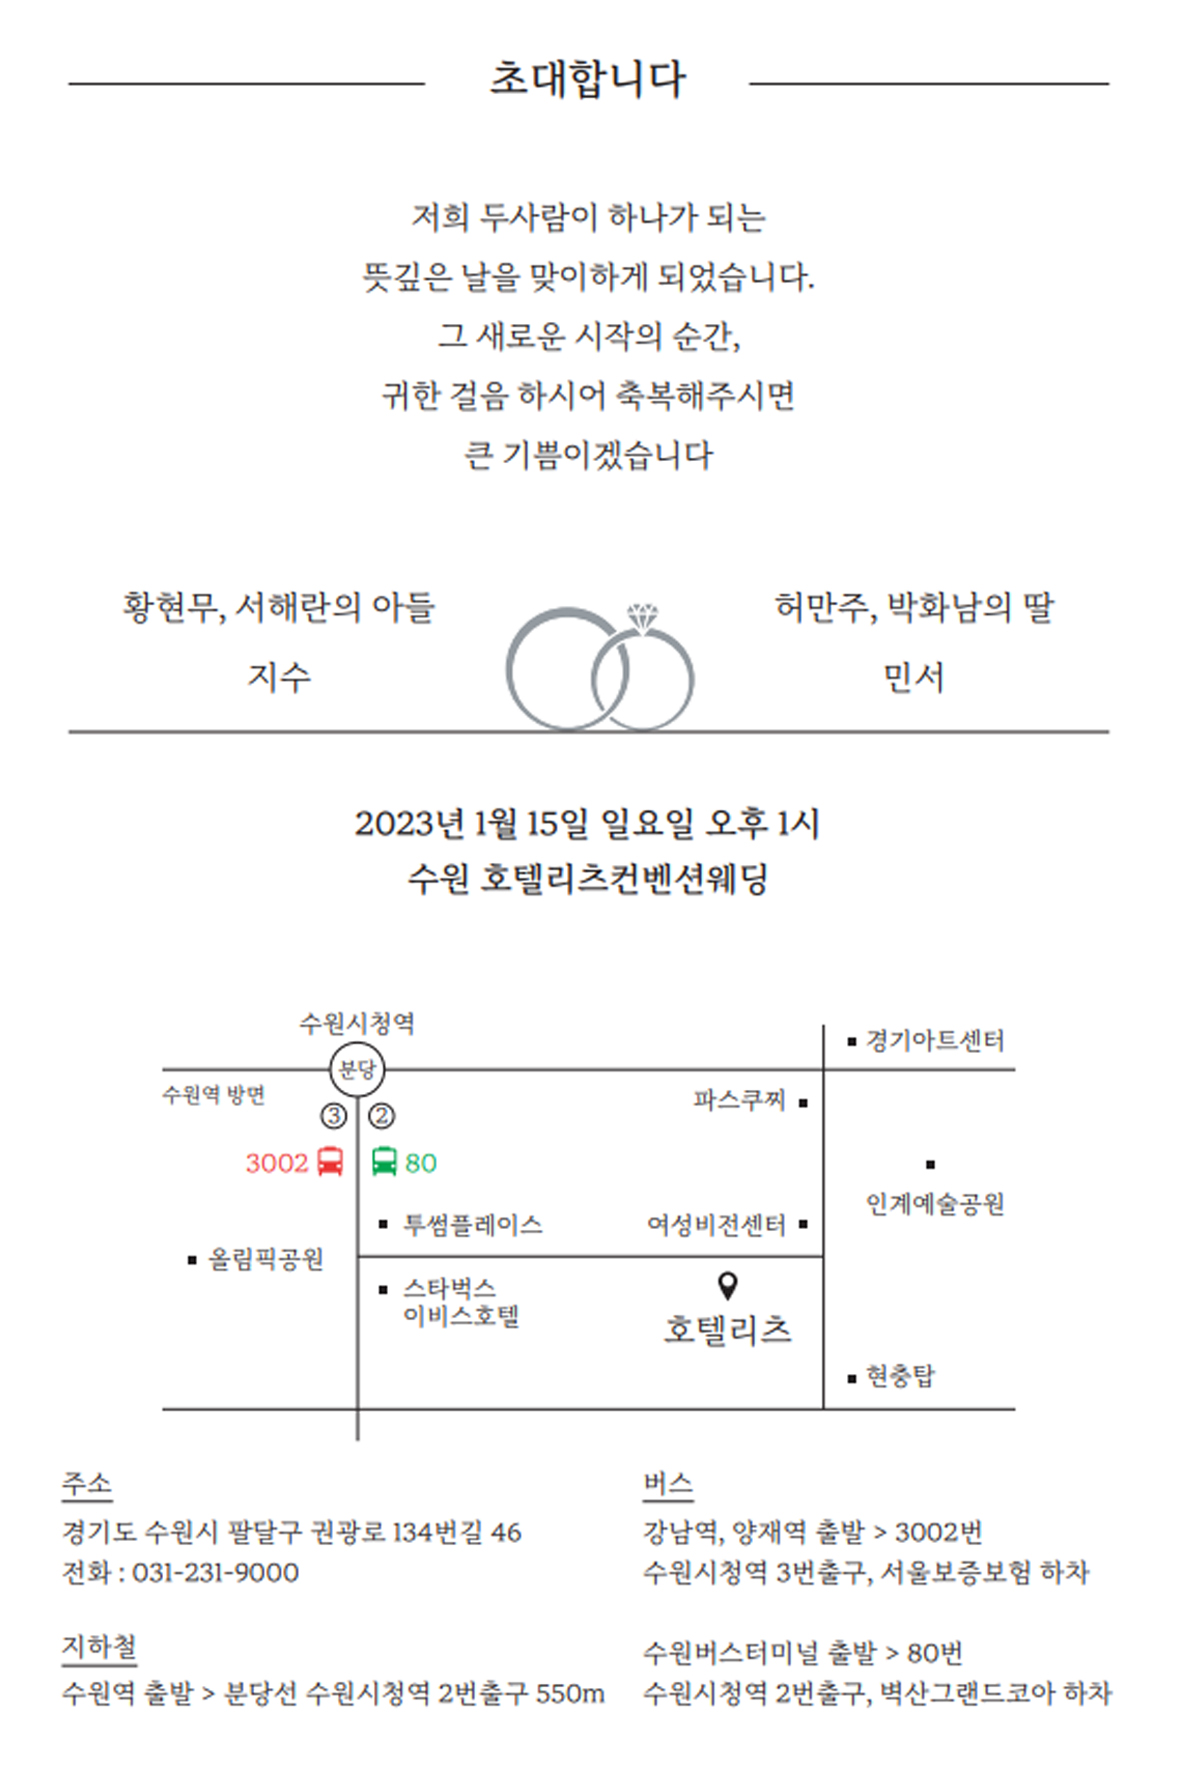 초대합니다
저희 두사람이 하나가 되는
뜻깊은 날을 맞이하게 되었습니다.
그 새로운 시작의 순간,
귀한 걸음 하시어 축복해주시면
큰 기쁨이겠습니다
황현무, 서해란의 아들
지수
허만주, 박화남의 딸
민서
2023년 1월 15일 일요일 오후 1시
수원 호텔리츠컨벤션웨딩
수원시청역
분당
수원역 방면
③ ②
3002
80
경기아트센터
파스쿠찌
인계예술공원
투썸플레이스
여성비전센터
올림픽공원
스타벅스
이비스호텔
호텔리츠
현충탑
주소
경기도 수원시 팔달구 권광로 134번길 46
전화 : 031-231-9000
지하철
수원역 출발 > 분당선 수원시청역 2번출구 550m
버스
강남역, 양재역 출발 > 3002번
수원시청역 3번출구, 서울보증보험 하차
수원버스터미널 출발 > 80번
수원시청역 2번출구, 벽산그랜드코아 하차